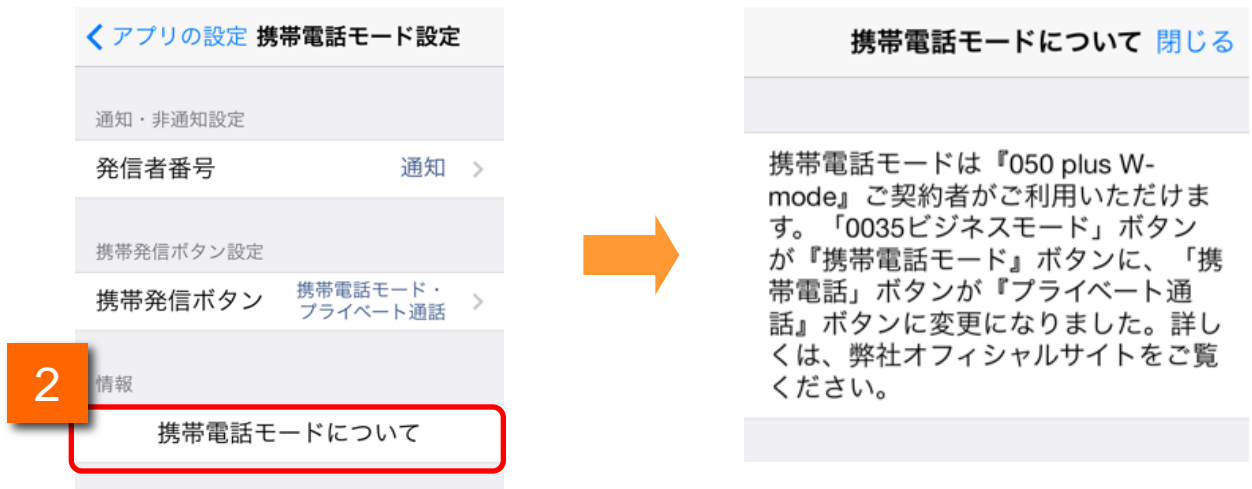 アプリの設定 携帯電話モード設定
通知・非通知設定
発信者番号 通知
携帯発信ボタン設定
携帯発信ボタン 携帯電話モード・
プライベート通話
2
情報
携帯電話モードについて
携帯電話モードについて 閉じる
携帯電話モードは『050 plus W-
mode』ご契約者がご利用いただけま
す。「0035ビジネスモード」ボタン
が『携帯電話モード』ボタンに、「携
帯電話」ボタンが『プライベート通
話』ボタンに変更になりました。詳し
くは、弊社オフィシャルサイトをご覧
ください。